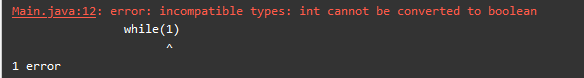 Main.java:12: error: incompatible types: int cannot be converted to boolean
while(1)
^
1 error